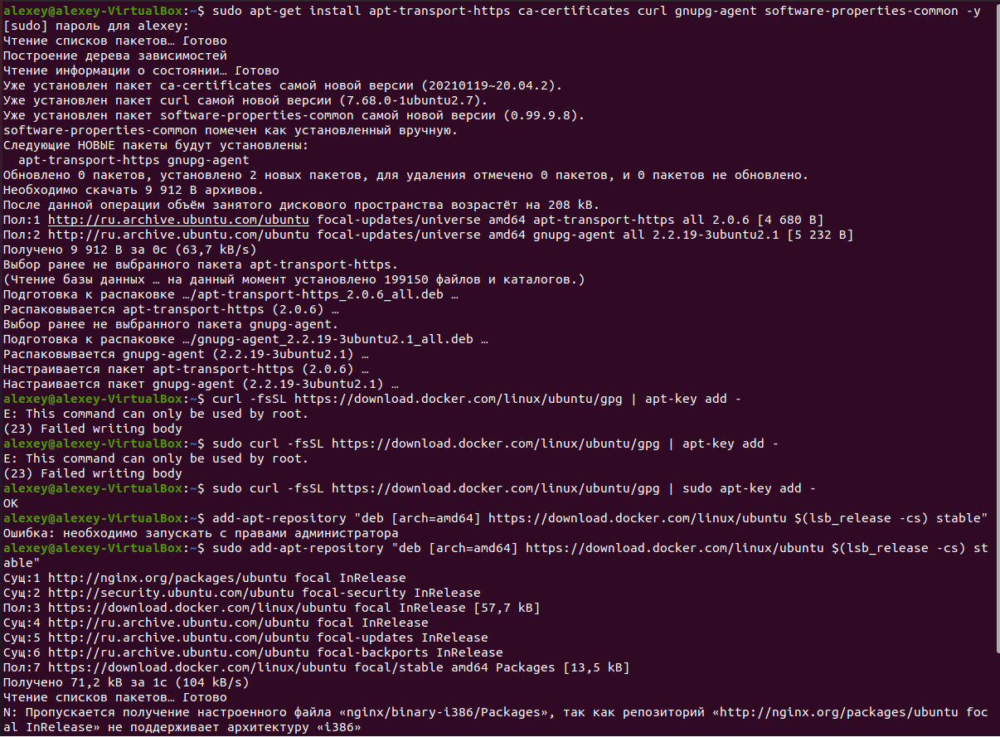 alexey@alexey-VirtualBox:~$ sudo apt-get install apt-transport-https ca-certificates curl gnupg-agent software-properties-common -y
[sudo] пароль для alexey:
Чтение списков пакетов… Готово
Построение дерева зависимостей
Чтение информации о состоянии… Готово
Уже установлен пакет ca-certificates самой новой версии (20210119~20.04.2).
Уже установлен пакет curl самой новой версии (7.68.0-1ubuntu2.7).
Уже установлен пакет software-properties-common самой новой версии (0.99.9.8).
software-properties-common помечен как установленный вручную.
Следующие НОВЫЕ пакеты будут установлены:
  apt-transport-https gnupg-agent
Обновлено 0 пакетов, установлено 2 новых пакетов, для удаления отмечено 0 пакетов, и 0 пакетов не обновлено.
Необходимо скачать 9 912 B архивов.
После данной операции объём занятого дискового пространства возрастёт на 208 kB.
Пол:1 http://ru.archive.ubuntu.com/ubuntu focal-updates/universe amd64 apt-transport-https all 2.0.6 [4 680 B]
Пол:2 http://ru.archive.ubuntu.com/ubuntu focal-updates/universe amd64 gnupg-agent all 2.2.19-3ubuntu2.1 [5 232 B]
Получено 9 912 B за 0с (63,7 kB/s)
Выбор ранее не выбранного пакета apt-transport-https.
(Чтение базы данных … на данный момент установлено 199150 файлов и каталогов.)
Подготовка к распаковке …/apt-transport-https_2.0.6_all.deb …
Распаковывается apt-transport-https (2.0.6) …
Выбор ранее не выбранного пакета gnupg-agent.
Подготовка к распаковке …/gnupg-agent_2.2.19-3ubuntu2.1_all.deb …
Распаковывается gnupg-agent (2.2.19-3ubuntu2.1) …
Настраивается пакет apt-transport-https (2.0.6) …
Настраивается пакет gnupg-agent (2.2.19-3ubuntu2.1) …
alexey@alexey-VirtualBox:~$ curl -fsSL https://download.docker.com/linux/ubuntu/gpg | apt-key add -
E: This command can only be used by root.
(23) Failed writing body
alexey@alexey-VirtualBox:~$ sudo curl -fsSL https://download.docker.com/linux/ubuntu/gpg | apt-key add -
E: This command can only be used by root.
(23) Failed writing body
alexey@alexey-VirtualBox:~$ sudo curl -fsSL https://download.docker.com/linux/ubuntu/gpg | sudo apt-key add -
OK
alexey@alexey-VirtualBox:~$ add-apt-repository "deb [arch=amd64] https://download.docker.com/linux/ubuntu $(lsb_release -cs) stable"
Ошибка: необходимо запускать с правами администратора
alexey@alexey-VirtualBox:~$ sudo add-apt-repository "deb [arch=amd64] https://download.docker.com/linux/ubuntu $(lsb_release -cs) st
able"
Сущ:1 http://nginx.org/packages/ubuntu focal InRelease
Сущ:2 http://security.ubuntu.com/ubuntu focal-security InRelease
Пол:3 https://download.docker.com/linux/ubuntu focal InRelease [57,7 kB]
Сущ:4 http://ru.archive.ubuntu.com/ubuntu focal InRelease
Сущ:5 http://ru.archive.ubuntu.com/ubuntu focal-updates InRelease
Сущ:6 http://ru.archive.ubuntu.com/ubuntu focal-backports InRelease
Пол:7 https://download.docker.com/linux/ubuntu focal/stable amd64 Packages [13,5 kB]
Получено 71,2 kB за 1с (104 kB/s)
Чтение списков пакетов… Готово
N: Пропускается получение настроенного файла «nginx/binary-i386/Packages», так как репозиторий «http://nginx.org/packages/ubuntu foc
al InRelease» не поддерживает архитектуру «i386»